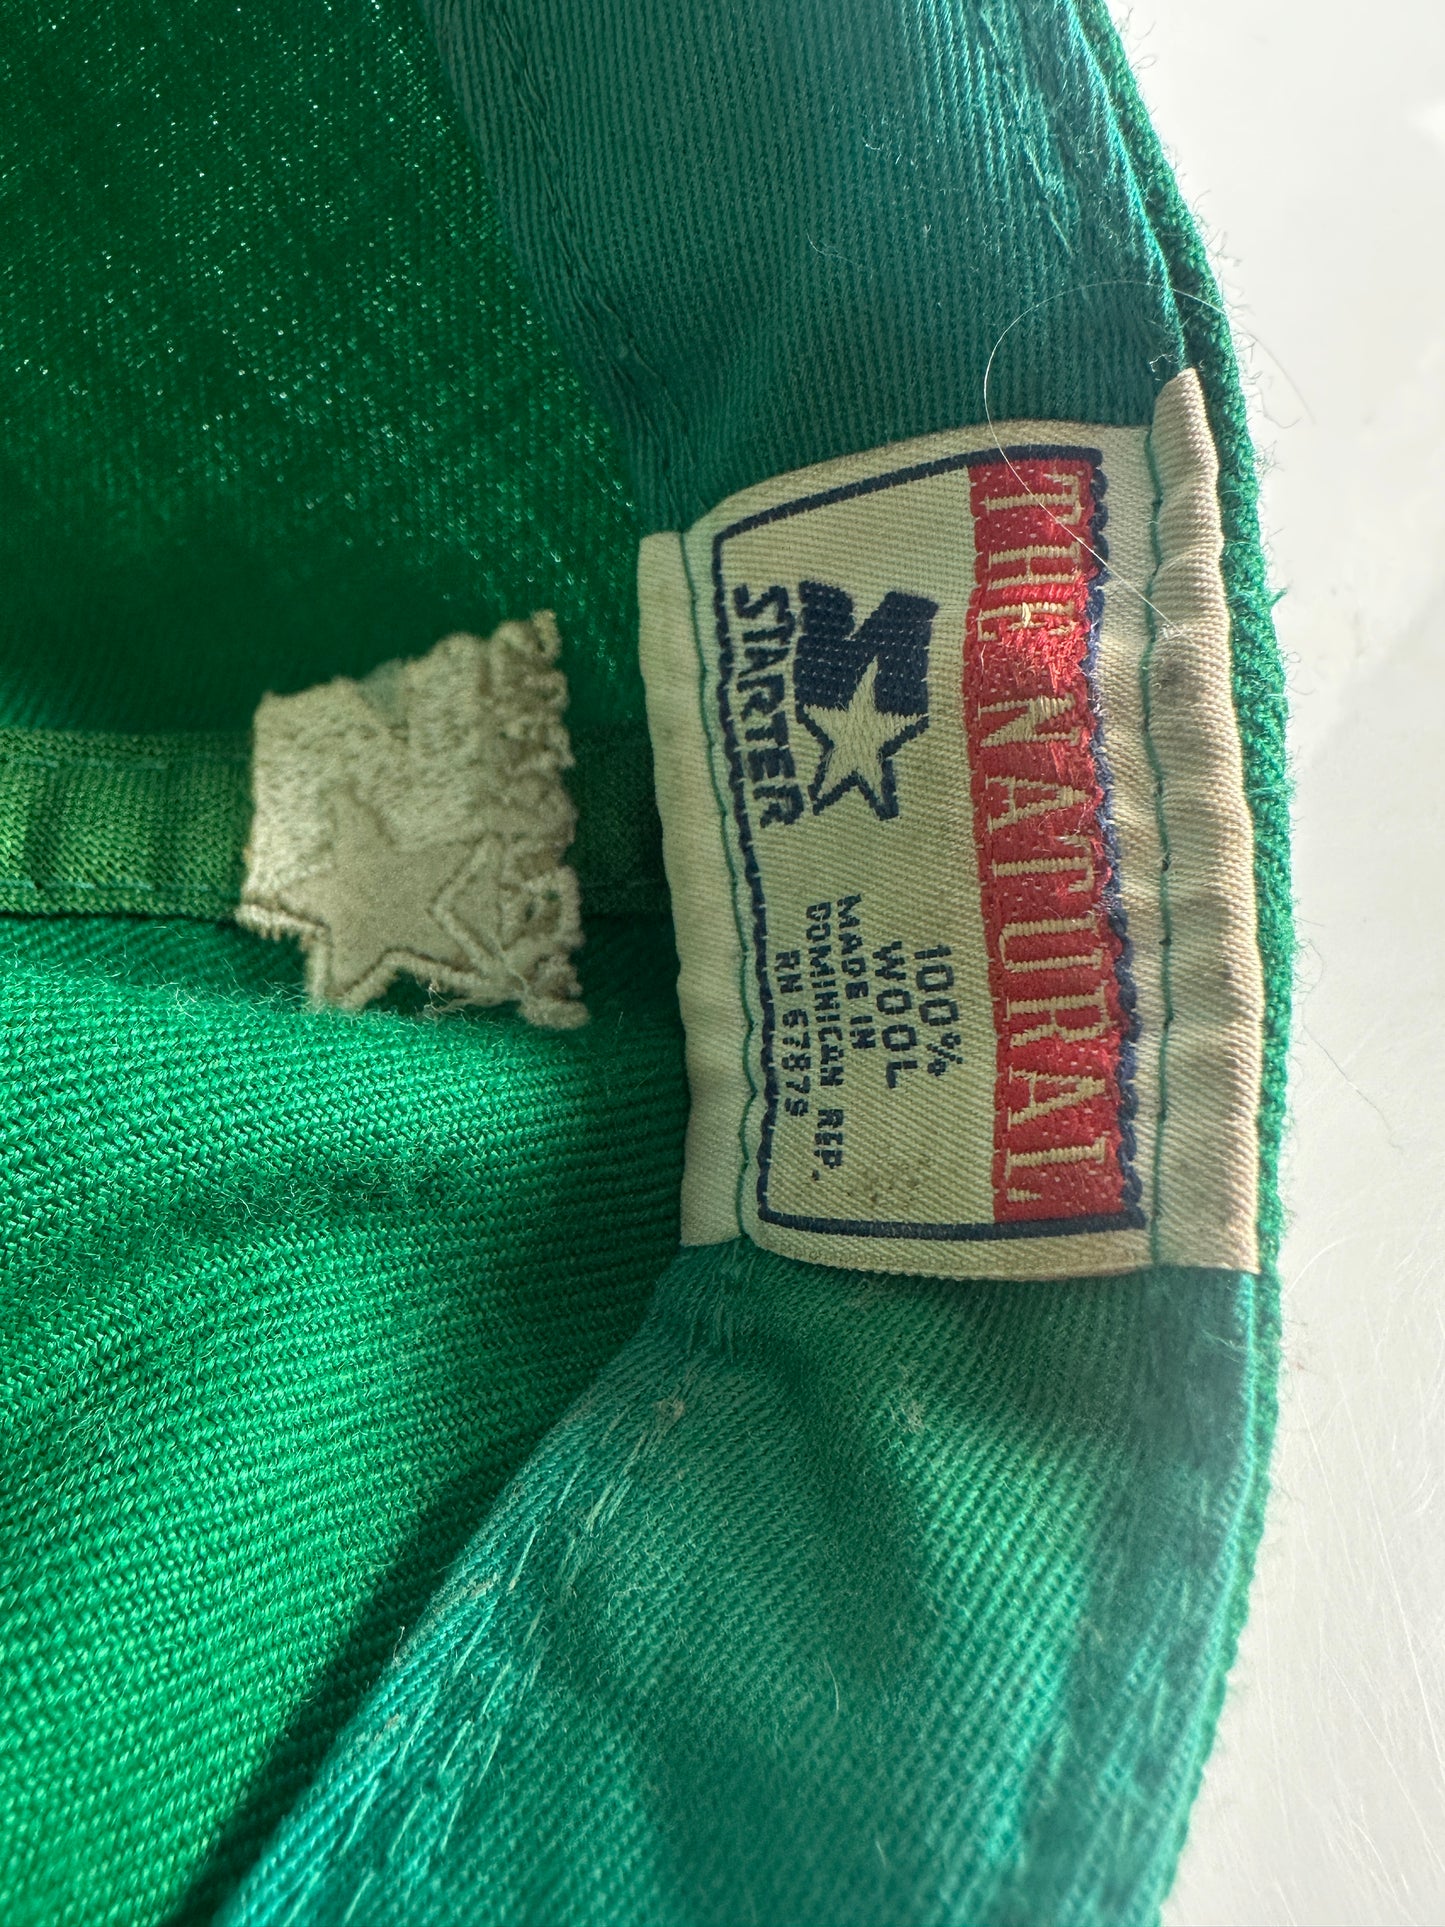 THE NATURAL
STARTER
100%
WOOL
MADE IN
DOMINICAN REP.
RN 67875